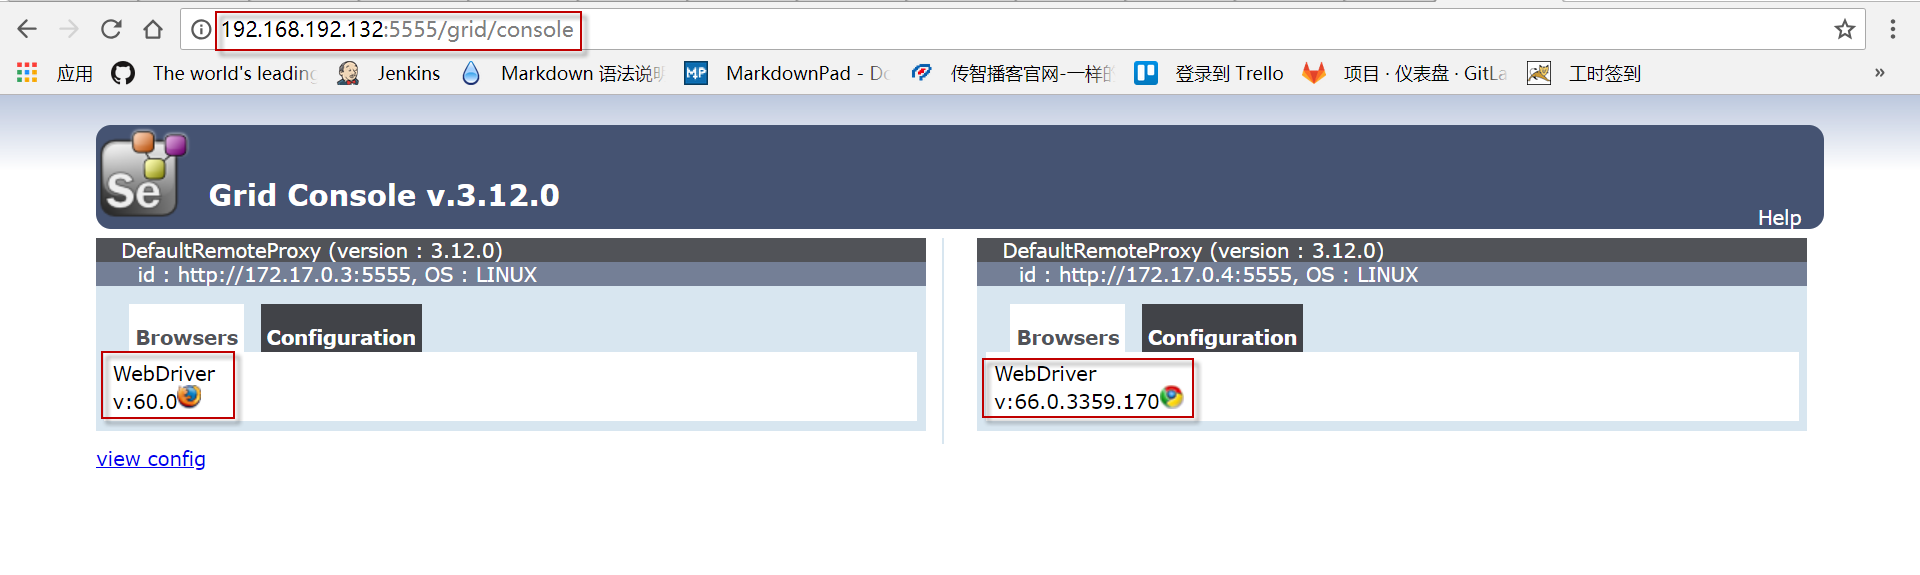 192.168.192.132:5555/grid/console
应用 The world's leading Jenkins Markdown 语法说明 MarkdownPad - Do 传智播客官网-一样的 登录到 Trello 项目 · 仪表盘 · GitLa 工时签到 »
Se
Grid Console v.3.12.0
Help
DefaultRemoteProxy (version : 3.12.0)
id : http://172.17.0.3:5555, OS : LINUX
Browsers Configuration
WebDriver
v:60.0
DefaultRemoteProxy (version : 3.12.0)
id : http://172.17.0.4:5555, OS : LINUX
Browsers Configuration
WebDriver
v:66.0.3359.170
view config